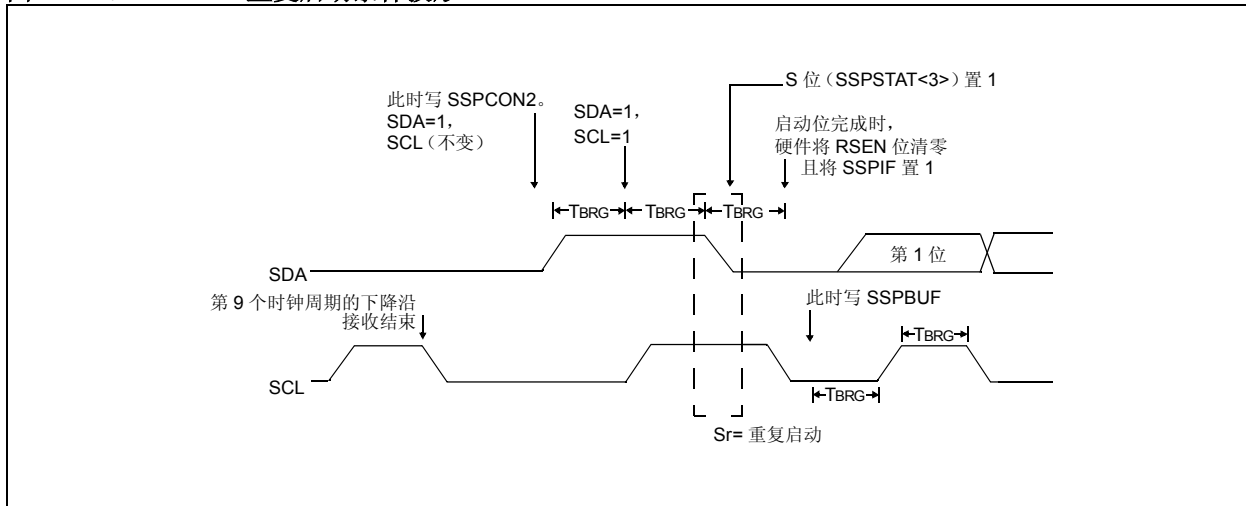 S 位（SSPSTAT<3>）置 1
此时写 SSPCON2。
SDA=1，
SCL（不变）
SDA=1，
SCL=1
启动位完成时，
硬件将 RSEN 位清零
且将 SSPIF 置 1
TBRG
TBRG
TBRG
SDA
第 1 位
第 9 个时钟周期的下降沿
接收结束
此时写 SSPBUF
TBRG
SCL
TBRG
Sr= 重复启动